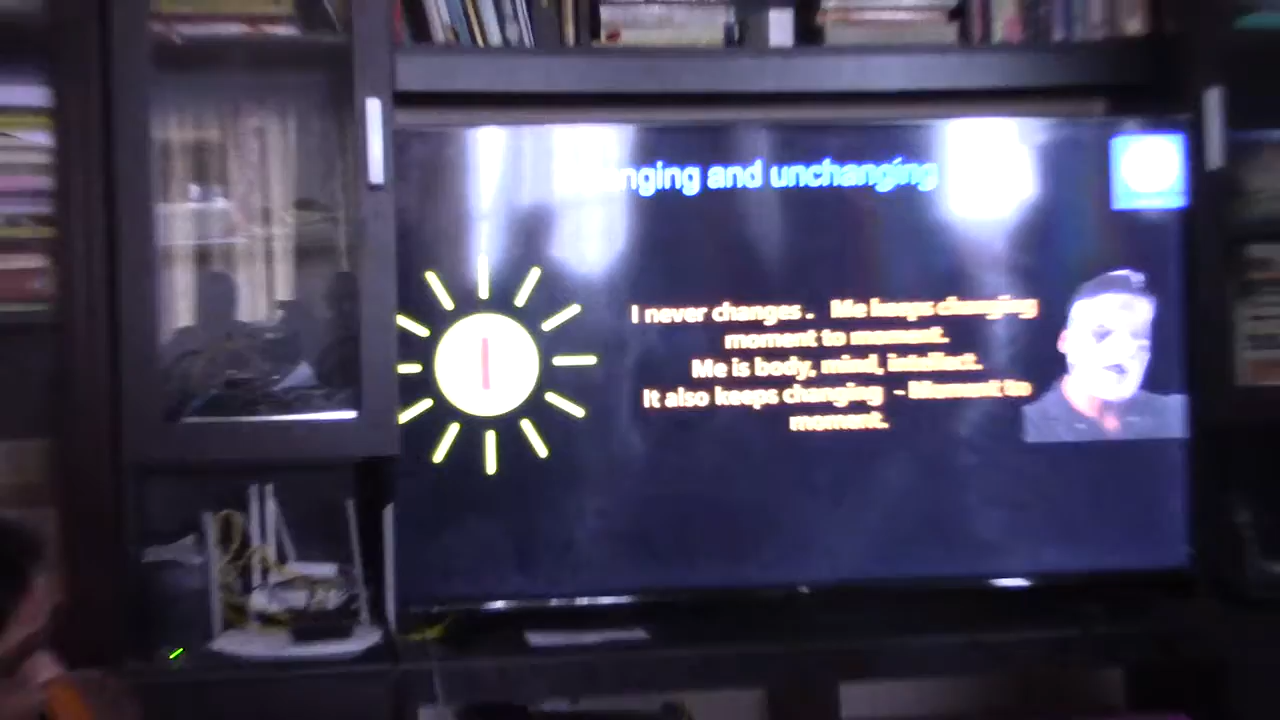 nging and unchanging
I
I never changes. Me keeps changing
moment to moment.
Me is body, mind, intellect.
It also keeps changing - Moment to
moment.